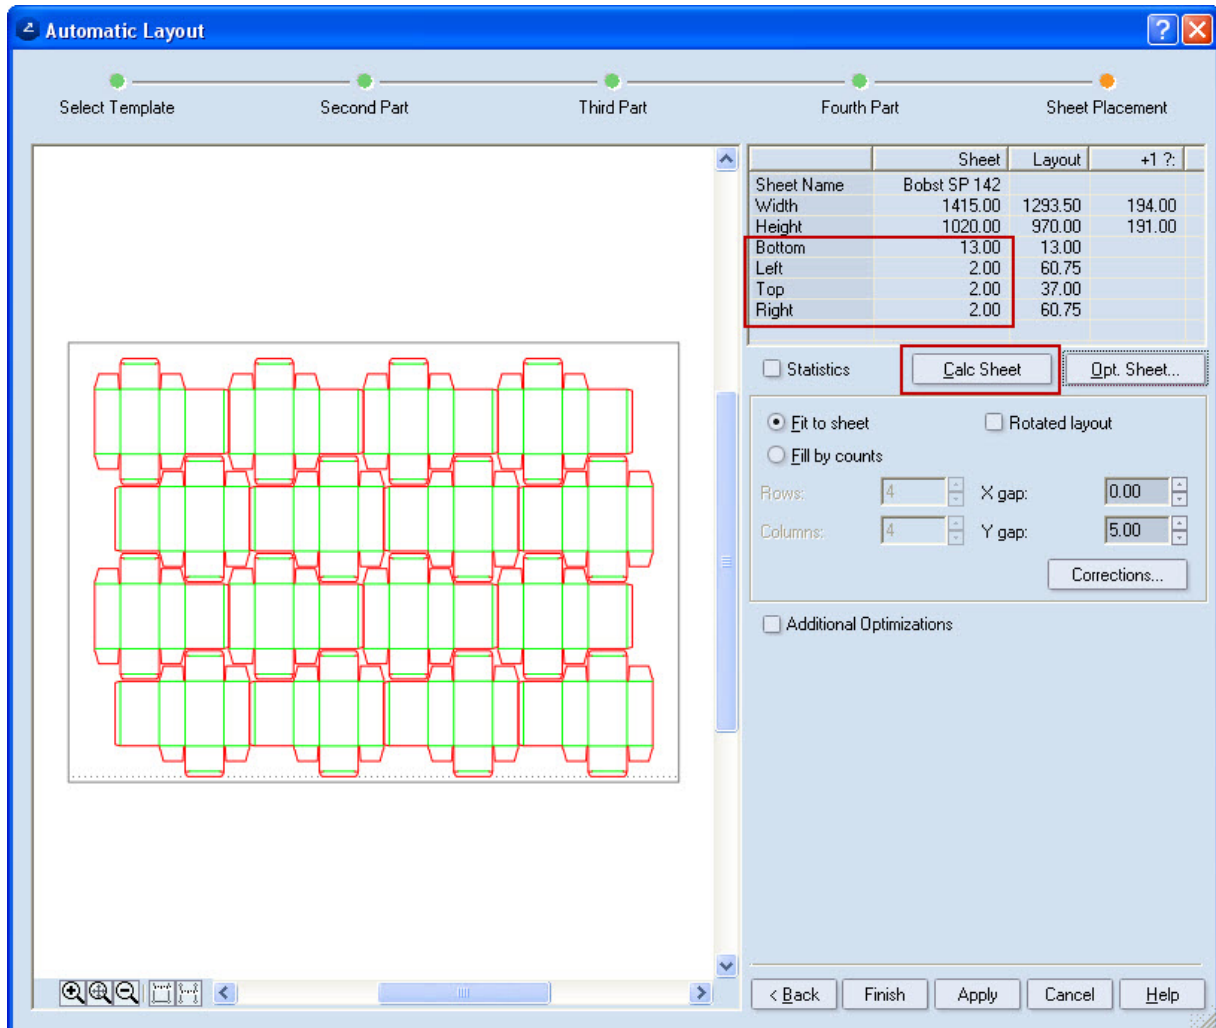 Automatic Layout
Select Template Second Part Third Part Fourth Part Sheet Placement
Sheet Layout +1 ?:
Sheet Name Bobst SP 142
Width 1415.00 1293.50 194.00
Height 1020.00 970.00 191.00
Bottom 13.00 13.00
Left 2.00 60.75
Top 2.00 37.00
Right 2.00 60.75
Statistics Calc Sheet Opt. Sheet...
Fit to sheet Rotated layout
Fill by counts
Rows: 4 X gap: 0.00
Columns: 4 Y gap: 5.00
Corrections...
Additional Optimizations
< Back Finish Apply Cancel Help